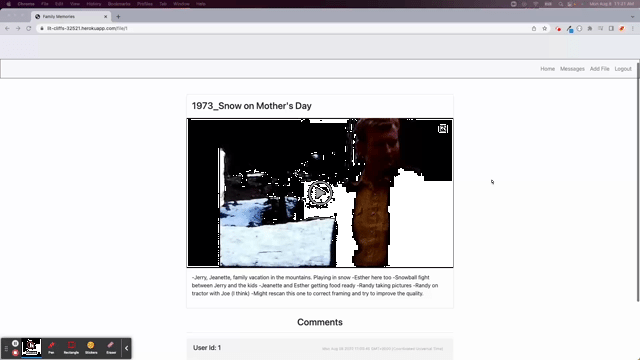 Chrome File Edit View History Bookmarks Profiles Tab Window Help
Family Memories
lit-cliffs-32521.herokuapp.com/file/1
Home Messages Add File Logout
1973_Snow on Mother's Day
-Jerry, Jeanette, family vacation in the mountains. Playing in snow -Esther here too -Snowball fight
between Jerry and the kids -Jeanette and Esther getting food ready -Randy taking pictures -Randy on
tractor with Joe (I think) -Might rescan this one to correct framing and try to improve the quality.
Comments
User Id: 1
Pen Rectangle Stickers Eraser